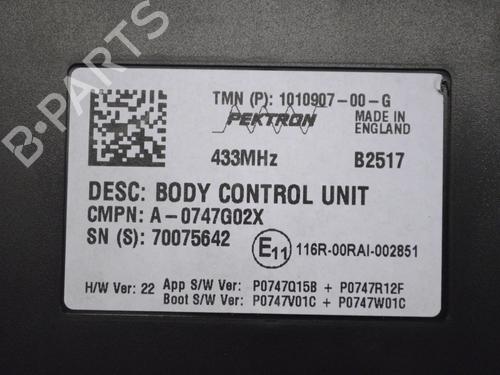 TMN (P): 1010907-00-G
PEKTRON
MADE IN
ENGLAND
433MHz
B2517
DESC: BODY CONTROL UNIT
CMPN: A-0747G02X
SN (S): 70075642
E11
116R-00RAI-002851
H/W Ver: 22
App S/W Ver: P0747Q15B + P0747R12F
Boot S/W Ver: P0747V01C + P0747W01C
B-PARTS